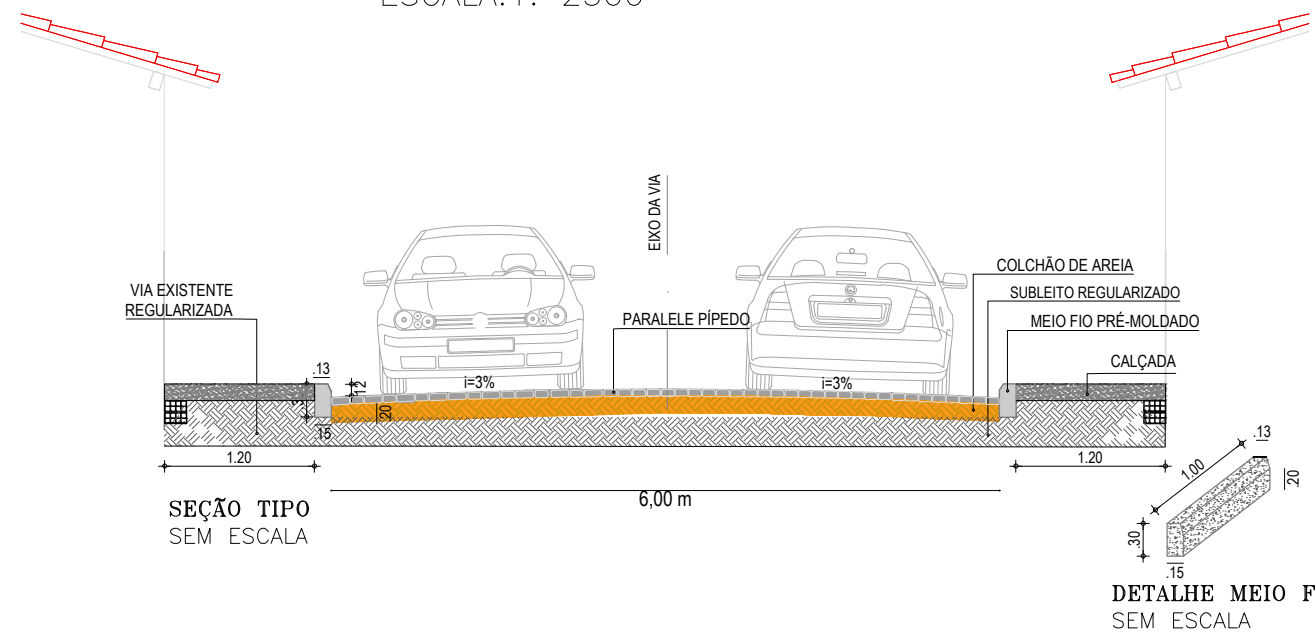 EIXO DA VIA
COLCHÃO DE AREIA
VIA EXISTENTE
REGULARIZADA
SUBLEITO REGULARIZADO
PARALELE PÍPEDO
MEIO FIO PRÉ-MOLDADO
CALÇADA
.13
12
i=3%
i=3%
20
.15
1.20
6,00 m
1.20
SEÇÃO TIPO
SEM ESCALA
.13
1.00
20
.30
.15
DETALHE MEIO F
SEM ESCALA